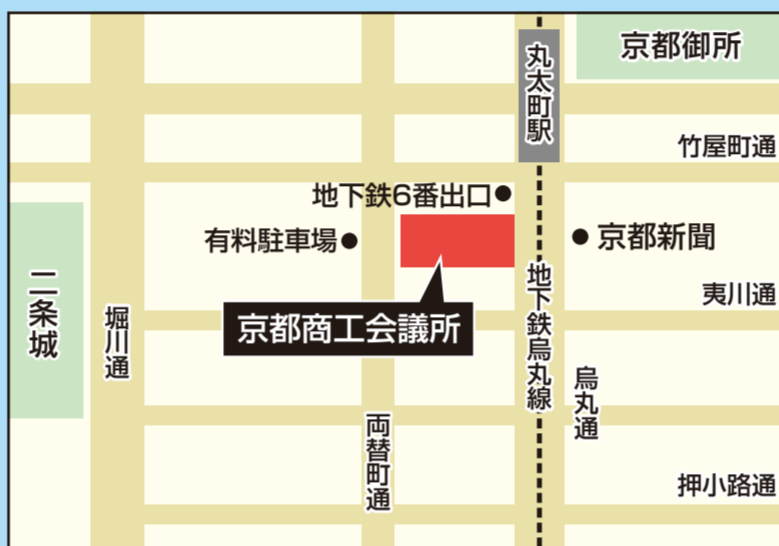 京都御所
丸太町駅
竹屋町通
地下鉄6番出口
有料駐車場
京都新聞
二条城
堀川通
京都商工会議所
地下鉄烏丸線
夷川通
烏丸通
両替町通
押小路通